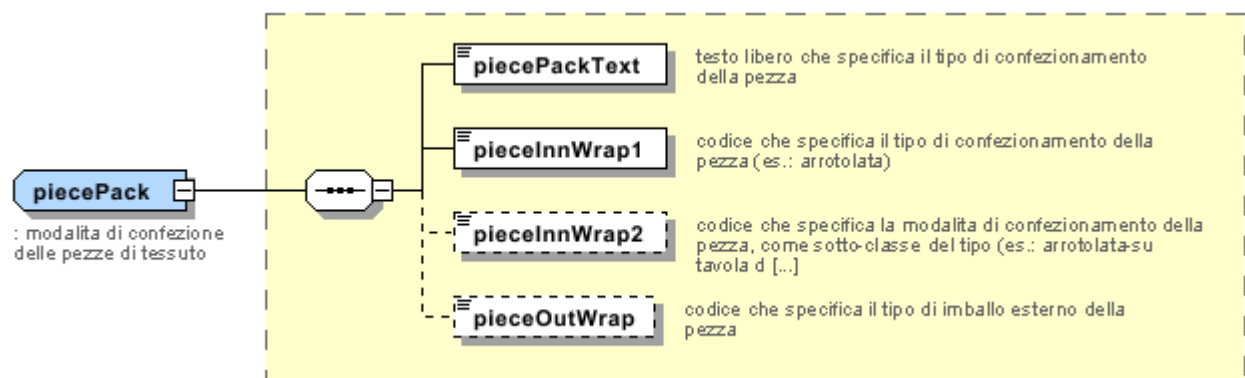 piecePackText
testo libero che specifica il tipo di confezionamento
della pezza
pieceInnWrap1
codice che specifica il tipo di confezionamento della
pezza (es.: arrotolata)
piecePack
: modalita di confezione
delle pezze di tessuto
pieceInnWrap2
codice che specifica la modalita di confezionamento della
pezza, come sotto-classe del tipo (es.: arrotolata-su
tavola d [...]
pieceOutWrap
codice che specifica il tipo di imballo esterno della
pezza